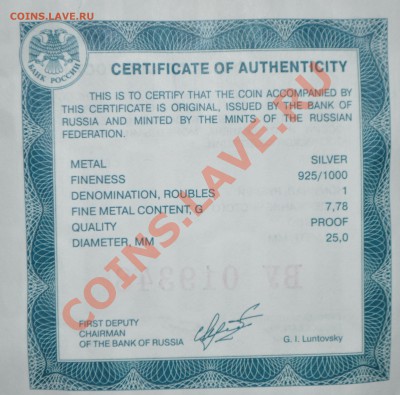 COINS.LAVE.RU
БАНК РОССИИ
CERTIFICATE OF AUTHENTICITY
THIS IS TO CERTIFY THAT THE COIN ACCOMPANIED BY
THIS CERTIFICATE IS ORIGINAL, ISSUED BY THE BANK OF
RUSSIA AND MINTED BY THE MINTS OF THE RUSSIAN
FEDERATION.
METAL SILVER
FINENESS 925/1000
DENOMINATION, ROUBLES 1
FINE METAL CONTENT, G 7,78
QUALITY PROOF
DIAMETER, MM 25,0
FIRST DEPUTY
CHAIRMAN
OF THE BANK OF RUSSIA G. I. Luntovsky
COINS.LAVE.RU